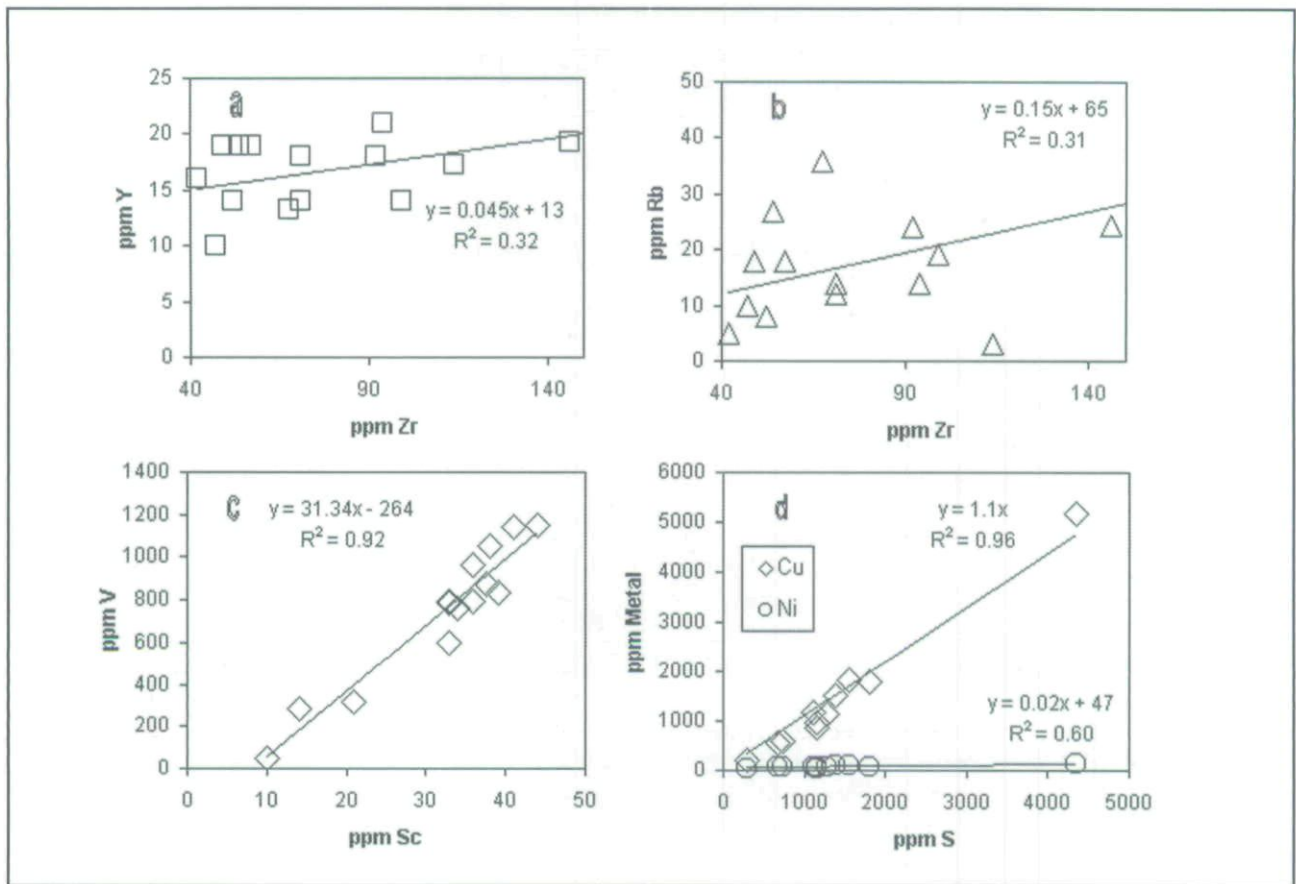 a
25
20
15
10
5
0
ppm Y
y = 0.045x + 13
R² = 0.32
40 90 140
ppm Zr
b
50
40
30
20
10
0
ppm Rb
y = 0.15x + 65
R² = 0.31
40 90 140
ppm Zr
c
1400
1200
1000
800
600
400
200
0
ppm V
y = 31.34x - 264
R² = 0.92
0 10 20 30 40 50
ppm Sc
d
6000
5000
4000
3000
2000
1000
0
ppm Metal
y = 1.1x
R² = 0.96
Cu
Ni
y = 0.02x + 47
R² = 0.60
0 1000 2000 3000 4000 5000
ppm S